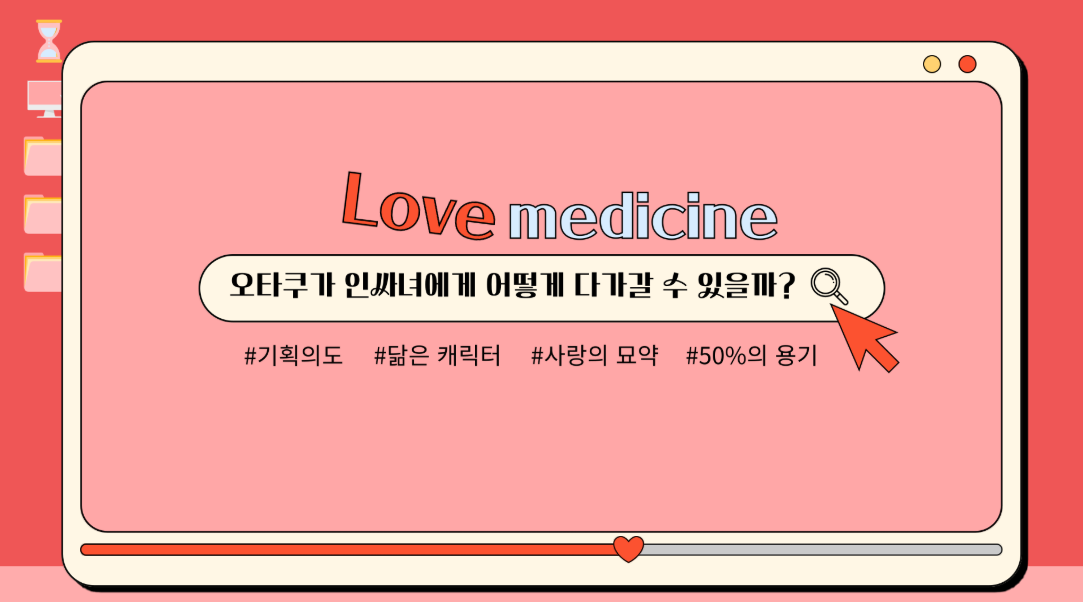 Love medicine
오타쿠가 인싸녀에게 어떻게 다가갈 수 있을까?
#기획의도 #닮은 캐릭터 #사랑의 묘약 #50%의 용기